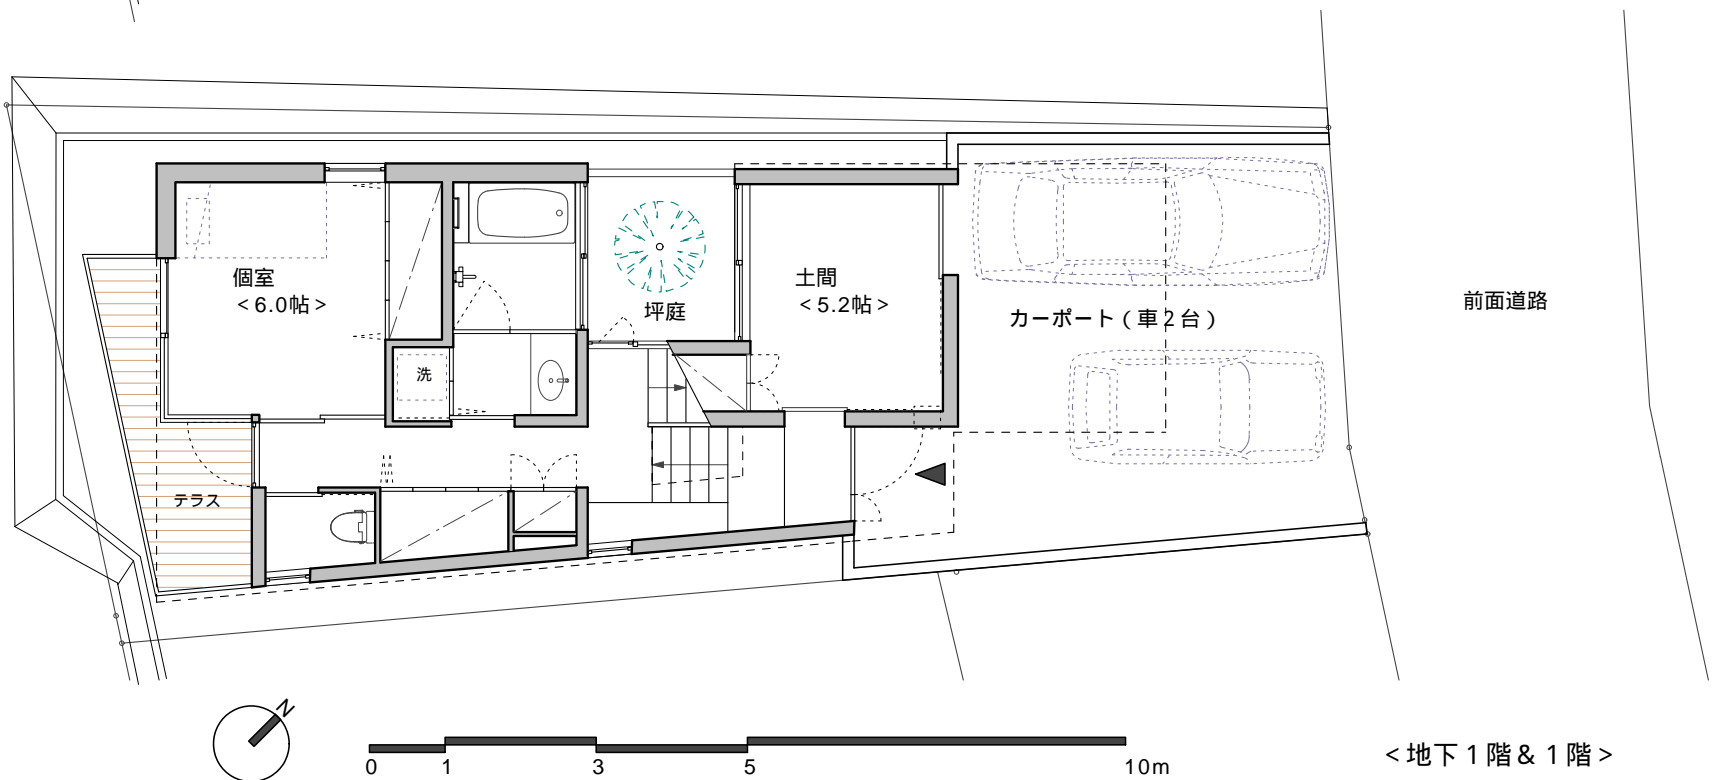 個室
<6.0帖>
坪庭
土間
<5.2帖>
カーポート(車2台)
前面道路
洗
テラス
N
0 1 3 5 10m
<地下1階&1階>